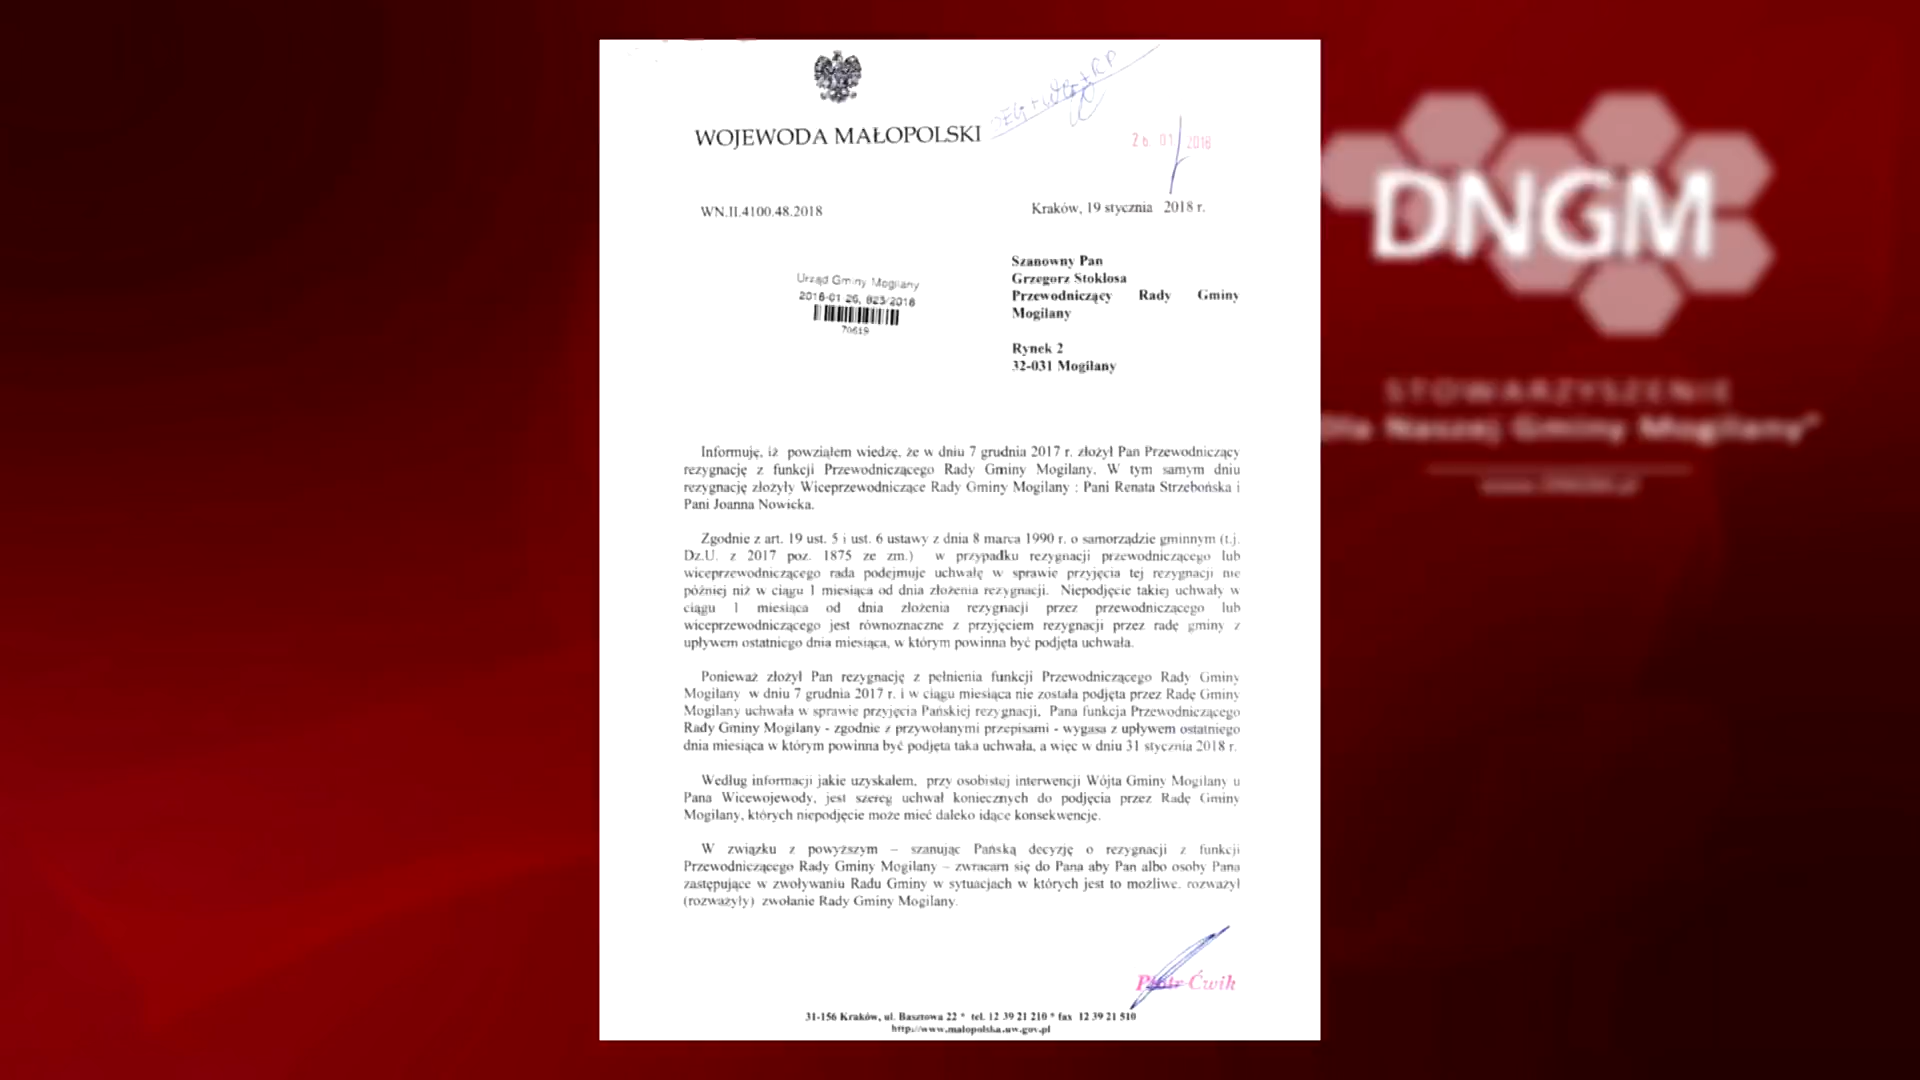 WOJEWODA MAŁOPOLSKI
26 01 2018
WN.II.4100.48.2018
Kraków, 19 stycznia 2018 r.
Urząd Gminy Mogilany
2018-01-26, 823/2018
70619
Szanowny Pan
Grzegorz Stokłosa
Przewodniczący Rady Gminy
Mogilany
Rynek 2
32-031 Mogilany
Informuję, iż powziąłem wiedzę, że w dniu 7 grudnia 2017 r. złożył Pan Przewodniczący
rezygnację z funkcji Przewodniczącego Rady Gminy Mogilany. W tym samym dniu
rezygnację złożyły Wiceprzewodniczące Rady Gminy Mogilany : Pani Renata Strzebońska i
Pani Joanna Nowicka.
Zgodnie z art. 19 ust. 5 i ust. 6 ustawy z dnia 8 marca 1990 r. o samorządzie gminnym (t.j.
Dz.U. z 2017 poz. 1875 ze zm.) w przypadku rezygnacji przewodniczącego lub
wiceprzewodniczącego rada podejmuje uchwałę w sprawie przyjęcia tej rezygnacji nie
później niż w ciągu 1 miesiąca od dnia złożenia rezygnacji. Niepodjęcie takiej uchwały w
ciągu 1 miesiąca od dnia złożenia rezygnacji przez przewodniczącego lub
wiceprzewodniczącego jest równoznaczne z przyjęciem rezygnacji przez radę gminy z
upływem ostatniego dnia miesiąca, w którym powinna być podjęta uchwała.
Ponieważ złożył Pan rezygnację z pełnienia funkcji Przewodniczącego Rady Gminy
Mogilany w dniu 7 grudnia 2017 r. i w ciągu miesiąca nie została podjęta przez Radę Gminy
Mogilany uchwała w sprawie przyjęcia Pańskiej rezygnacji, Pana funkcja Przewodniczącego
Rady Gminy Mogilany - zgodnie z przywołanymi przepisami - wygasa z upływem ostatniego
dnia miesiąca w którym powinna być podjęta taka uchwała, a więc w dniu 31 stycznia 2018 r.
Według informacji jakie uzyskałem, przy osobistej interwencji Wójta Gminy Mogilany u
Pana Wicewojewody, jest szereg uchwał koniecznych do podjęcia przez Radę Gminy
Mogilany, których niepodjęcie może mieć daleko idące konsekwencje.
W związku z powyższym – szanując Pańską decyzję o rezygnacji z funkcji
Przewodniczącego Rady Gminy Mogilany – zwracam się do Pana aby Pan albo osoby Pana
zastępujące w zwoływaniu Radu Gminy w sytuacjach w których jest to możliwe, rozważył
(rozważyły) zwołanie Rady Gminy Mogilany.
Piotr Ćwik
31-156 Kraków, ul. Basztowa 22 * tel. 12 39 21 210 * fax 12 39 21 510
http://www.malopolska.uw.gov.pl
DNGM
STOWARZYSZENIE
Dla Naszej Gminy Mogilany"